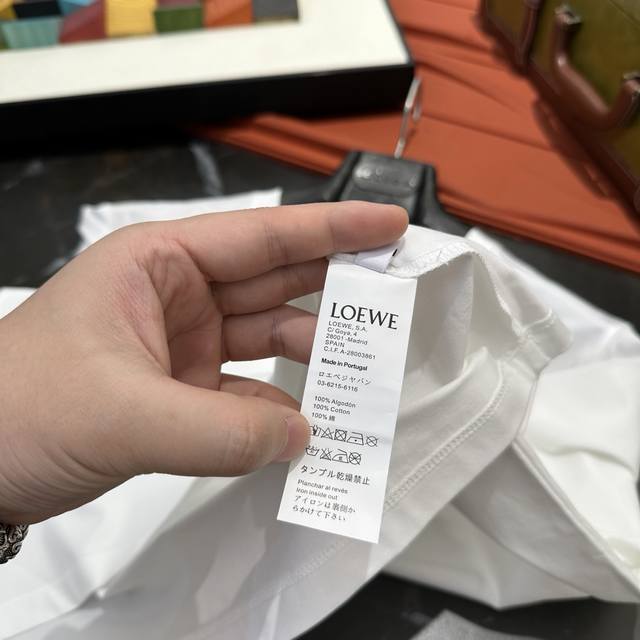 LOEWE
LOEWE, S.A.
C/ Goya, 4
28001 -Madrid
SPAIN
C.I.F. A-28003861
Made in Portugal
ロエベジャパン
03-6215-6116
100% Algodón
100% Cotton
100% 綿
タンブル乾燥禁止
Planchar al revés
Iron inside out
アイロンは裏側か
らかけて下さい